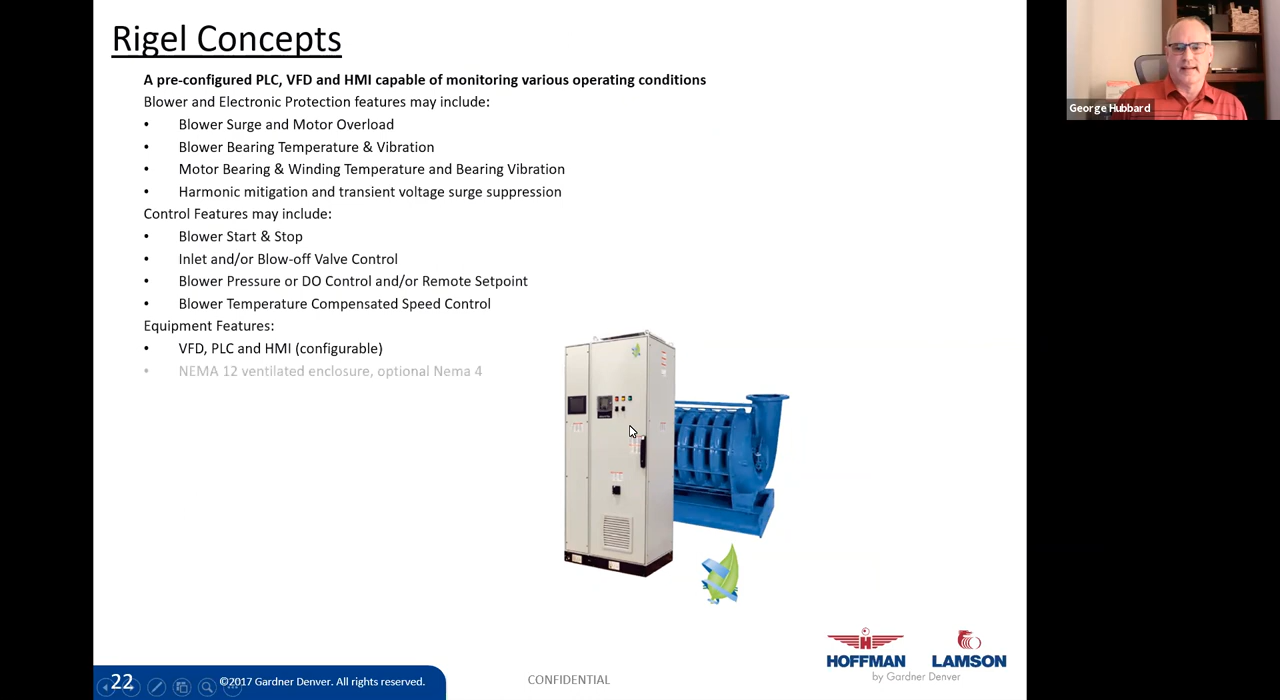 Rigel Concepts
A pre-configured PLC, VFD and HMI capable of monitoring various operating conditions
Blower and Electronic Protection features may include:
• Blower Surge and Motor Overload
• Blower Bearing Temperature & Vibration
• Motor Bearing & Winding Temperature and Bearing Vibration
• Harmonic mitigation and transient voltage surge suppression
Control Features may include:
• Blower Start & Stop
• Inlet and/or Blow-off Valve Control
• Blower Pressure or DO Control and/or Remote Setpoint
• Blower Temperature Compensated Speed Control
Equipment Features:
• VFD, PLC and HMI (configurable)
• NEMA 12 ventilated enclosure, optional Nema 4
George Hubbard
H
HOFFMAN
LAMSON
by Gardner Denver
22
©2017 Gardner Denver. All rights reserved.
CONFIDENTIAL